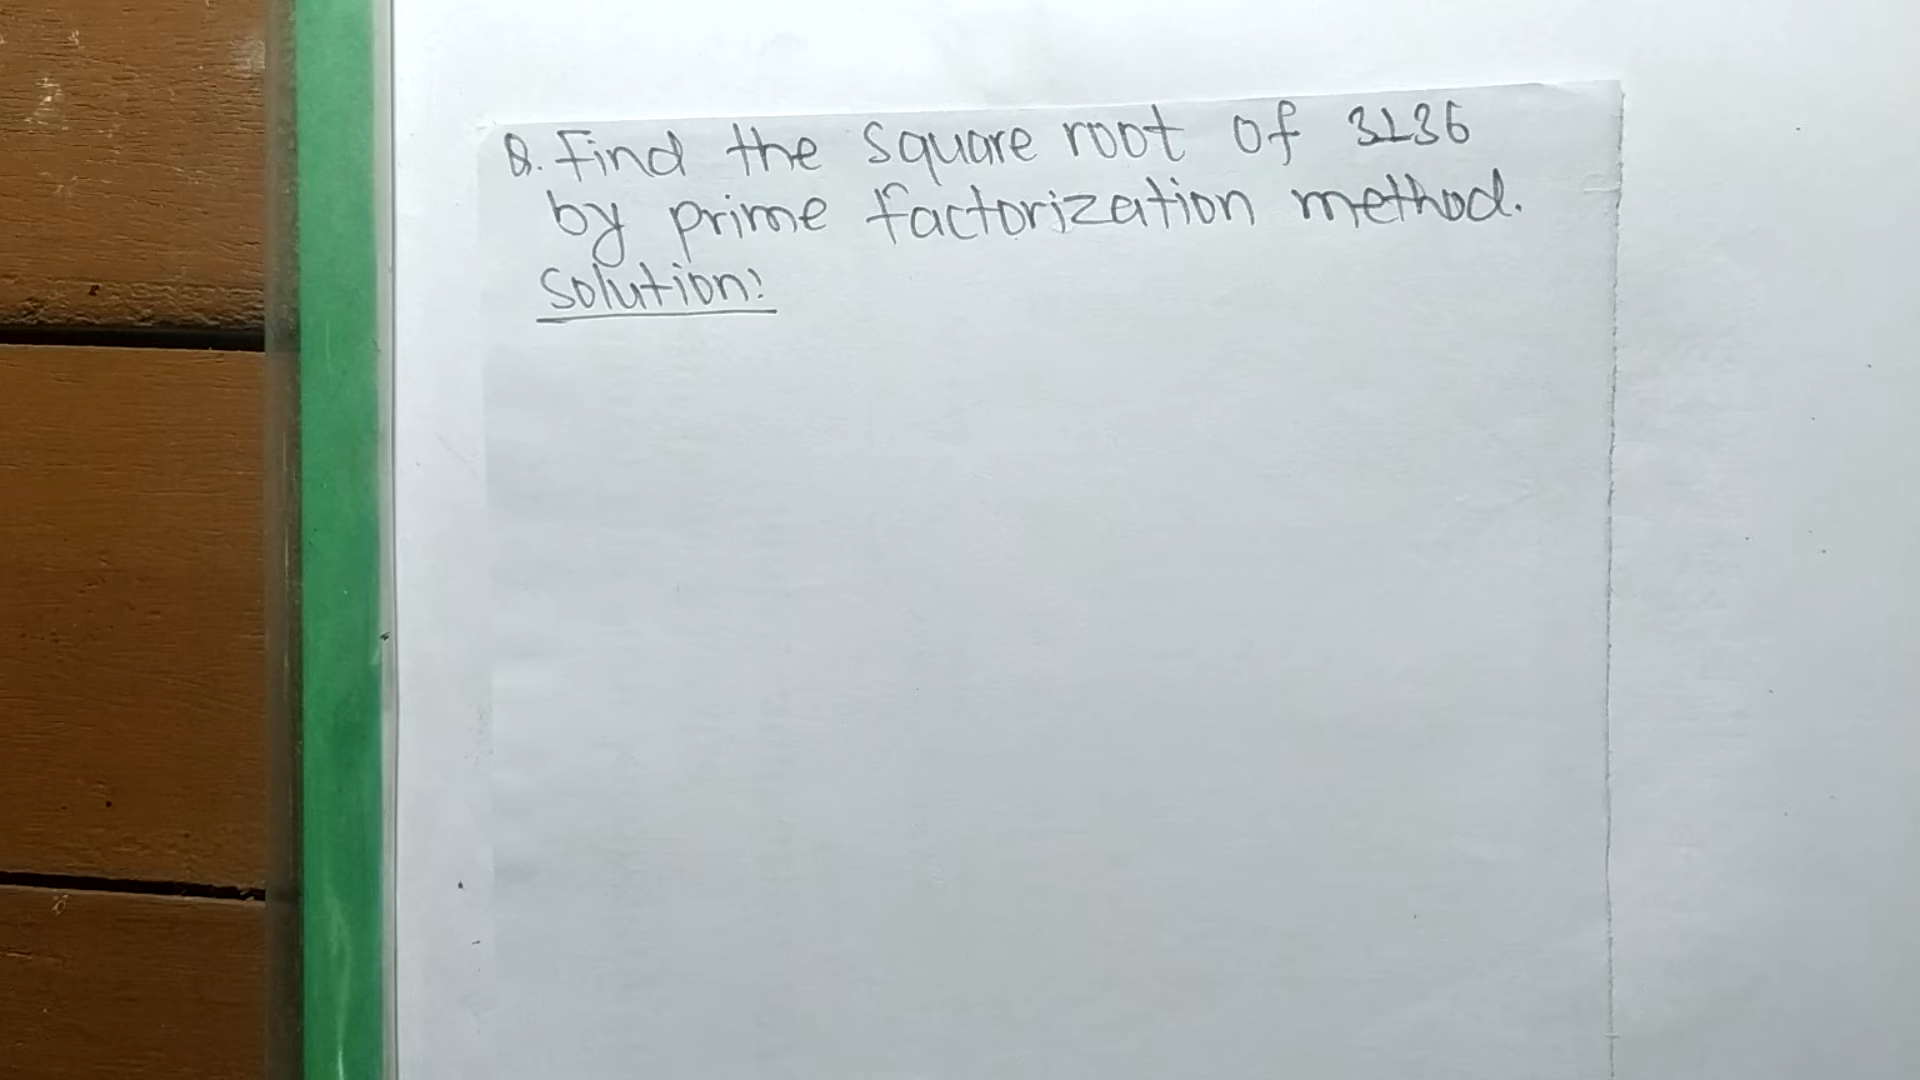 Q. Find the square root of 3136
by prime factorization method.
Solution: